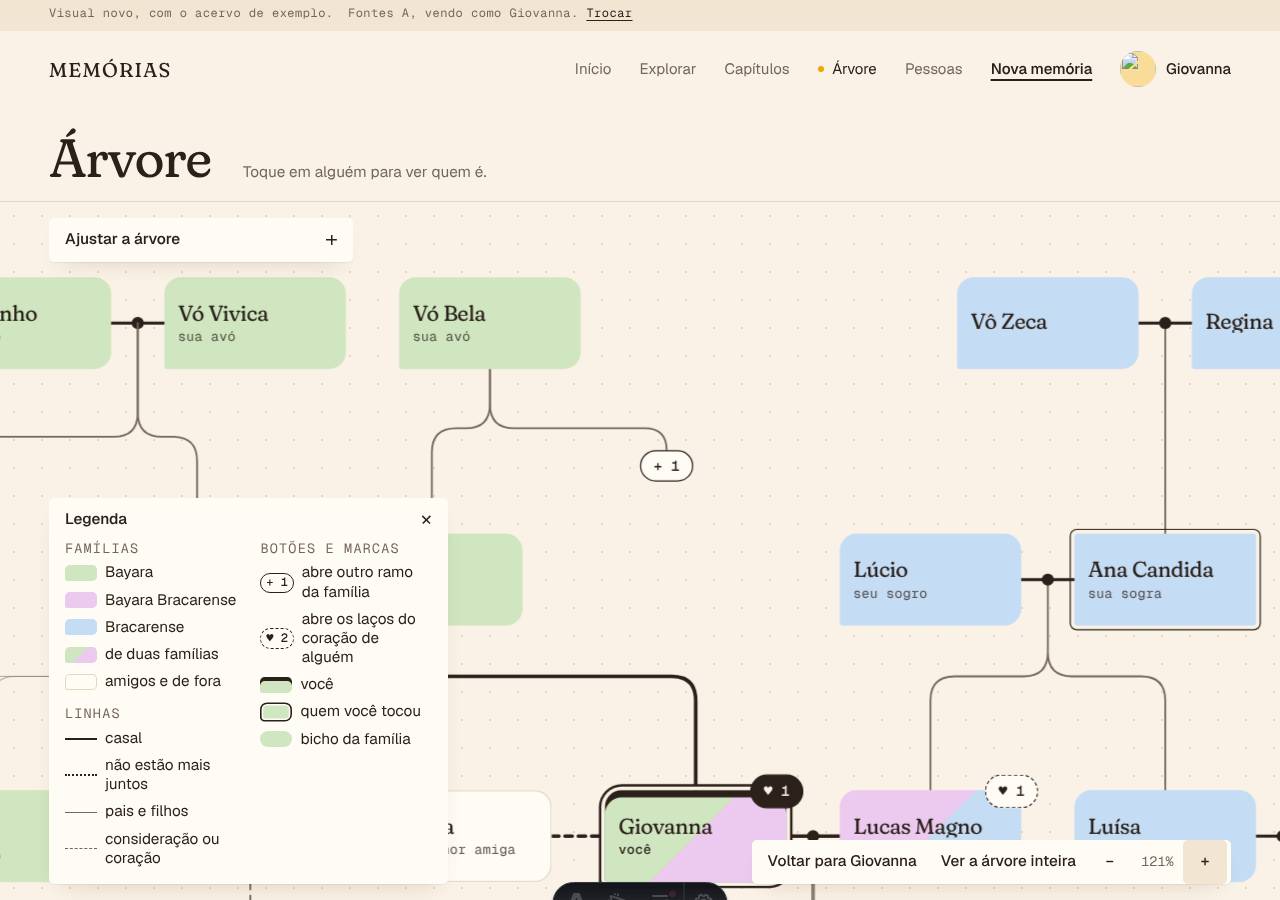 Visual novo, com o acervo de exemplo. Fontes A, vendo como Giovanna. Trocar
MEMÓRIAS
Início
Explorar
Capítulos
Árvore
Pessoas
Nova memória
Giovanna
Árvore
Toque em alguém para ver quem é.
Ajustar a árvore +
Vó Vivica
sua avó
Vó Bela
sua avó
Vô Zeca
Regina
+ 1
Lúcio
seu sogro
Ana Candida
sua sogra
Legenda ×
FAMÍLIAS
Bayara
Bayara Bracarense
Bracarense
de duas famílias
amigos e de fora
LINHAS
casal
não estão mais
juntos
pais e filhos
consideração ou
coração
BOTÕES E MARCAS
+ 1 abre outro ramo
da família
♥ 2 abre os laços do
coração de
alguém
você
quem você tocou
bicho da família
amiga
Giovanna
você
♥ 1
Lucas Magno
♥ 1
Luísa
Voltar para Giovanna
Ver a árvore inteira
− 121% +